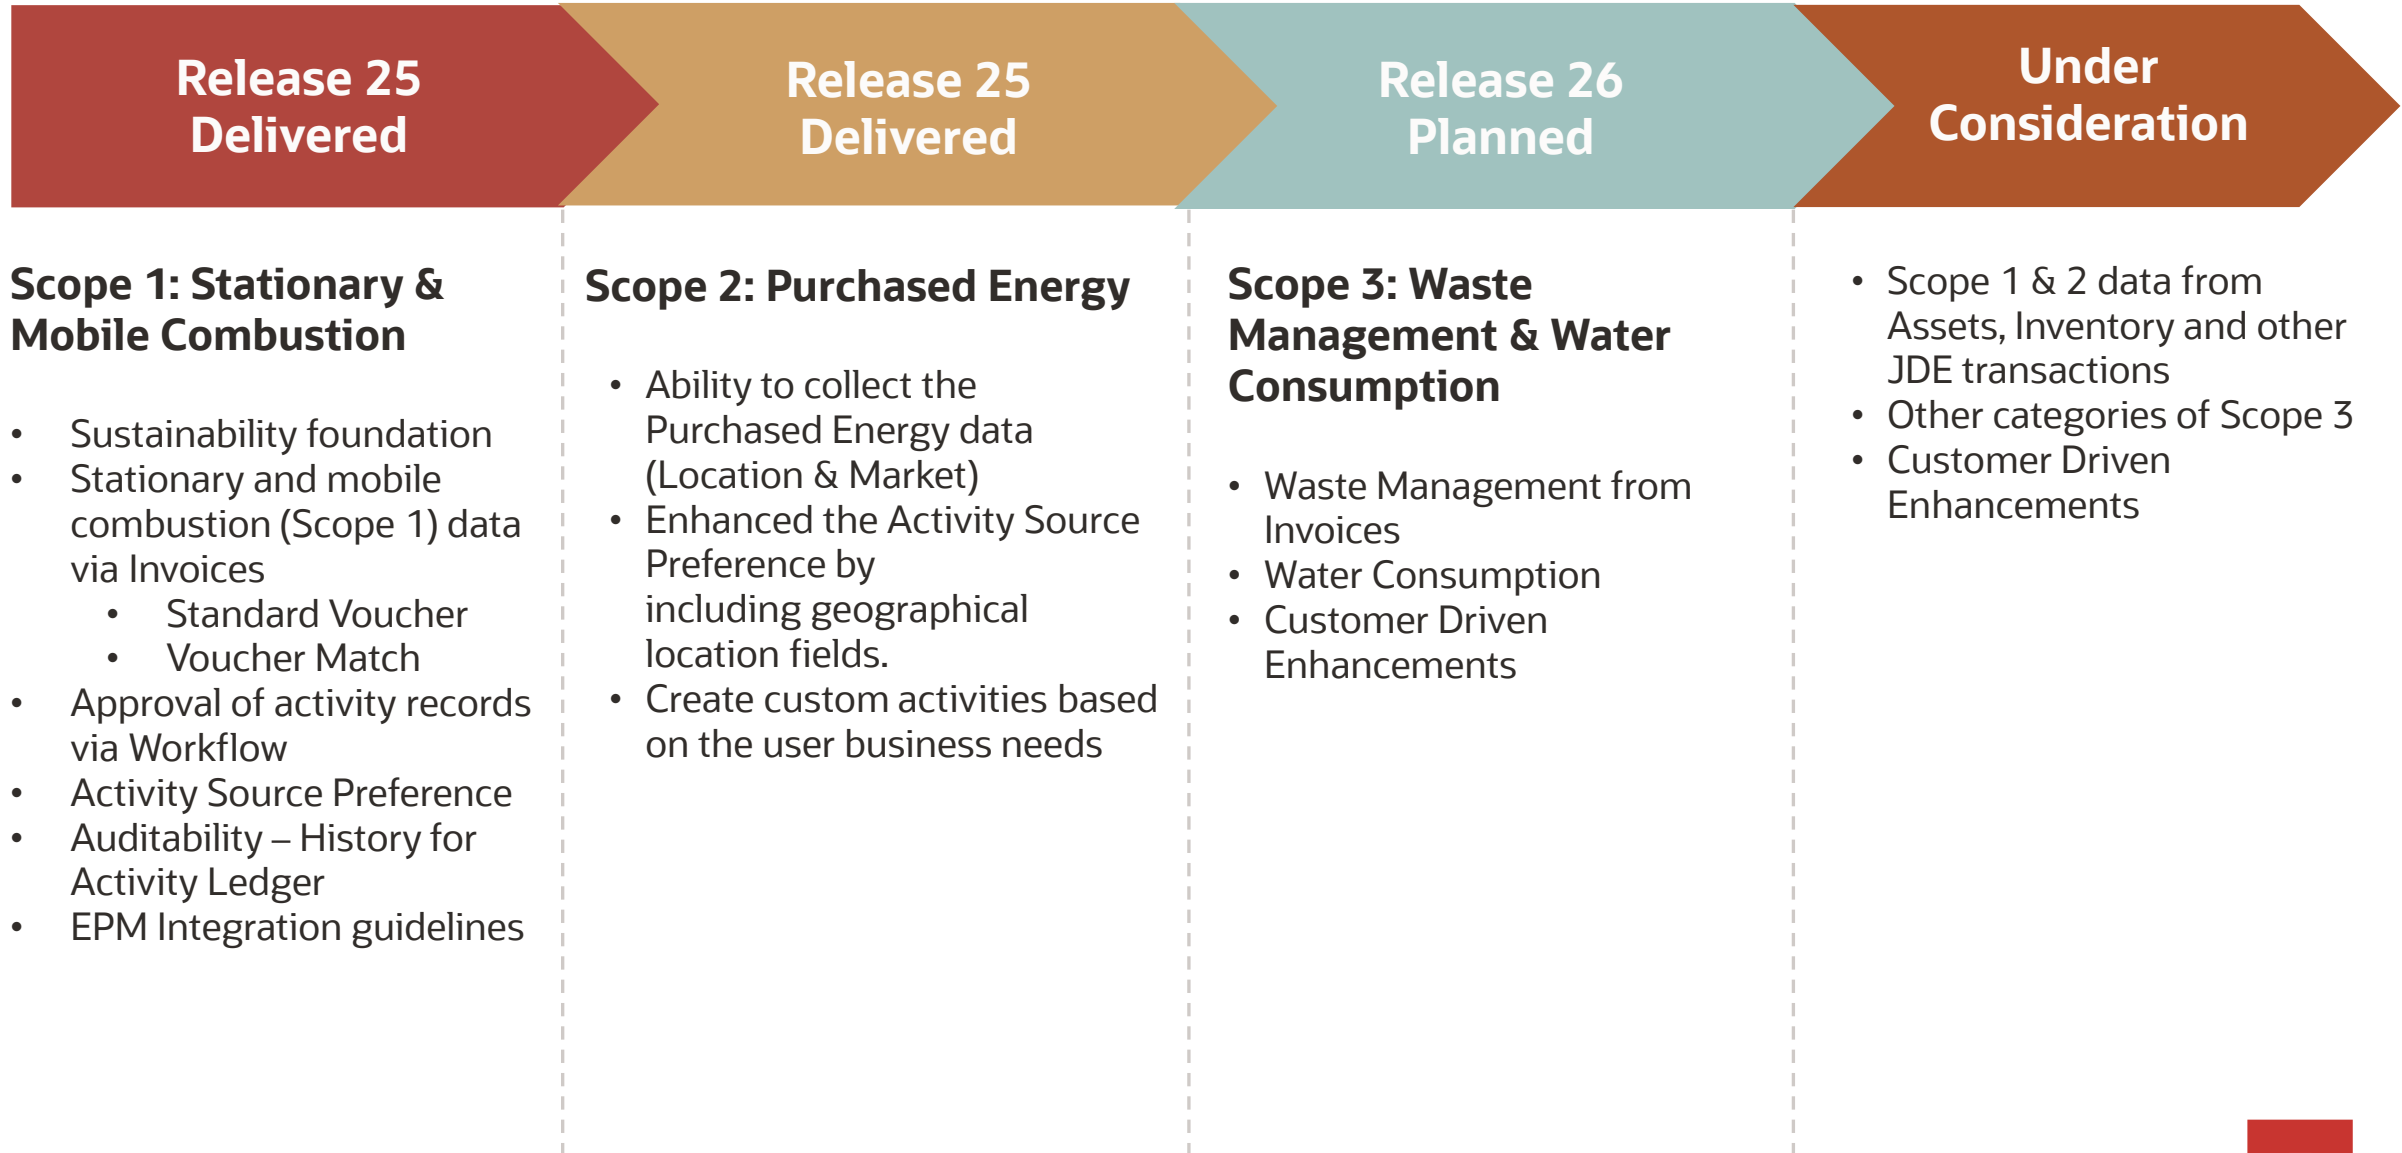 Release 25
Delivered
Release 25
Delivered
Release 26
Planned
Under
Consideration
Scope 1: Stationary &
Mobile Combustion
• Sustainability foundation
• Stationary and mobile
combustion (Scope 1) data
via Invoices
• Standard Voucher
• Voucher Match
• Approval of activity records
via Workflow
• Activity Source Preference
• Auditability – History for
Activity Ledger
• EPM Integration guidelines
Scope 2: Purchased Energy
• Ability to collect the
Purchased Energy data
(Location & Market)
• Enhanced the Activity Source
Preference by
including geographical
location fields.
• Create custom activities based
on the user business needs
Scope 3: Waste
Management & Water
Consumption
• Waste Management from
Invoices
• Water Consumption
• Customer Driven
Enhancements
• Scope 1 & 2 data from
Assets, Inventory and other
JDE transactions
• Other categories of Scope 3
• Customer Driven
Enhancements